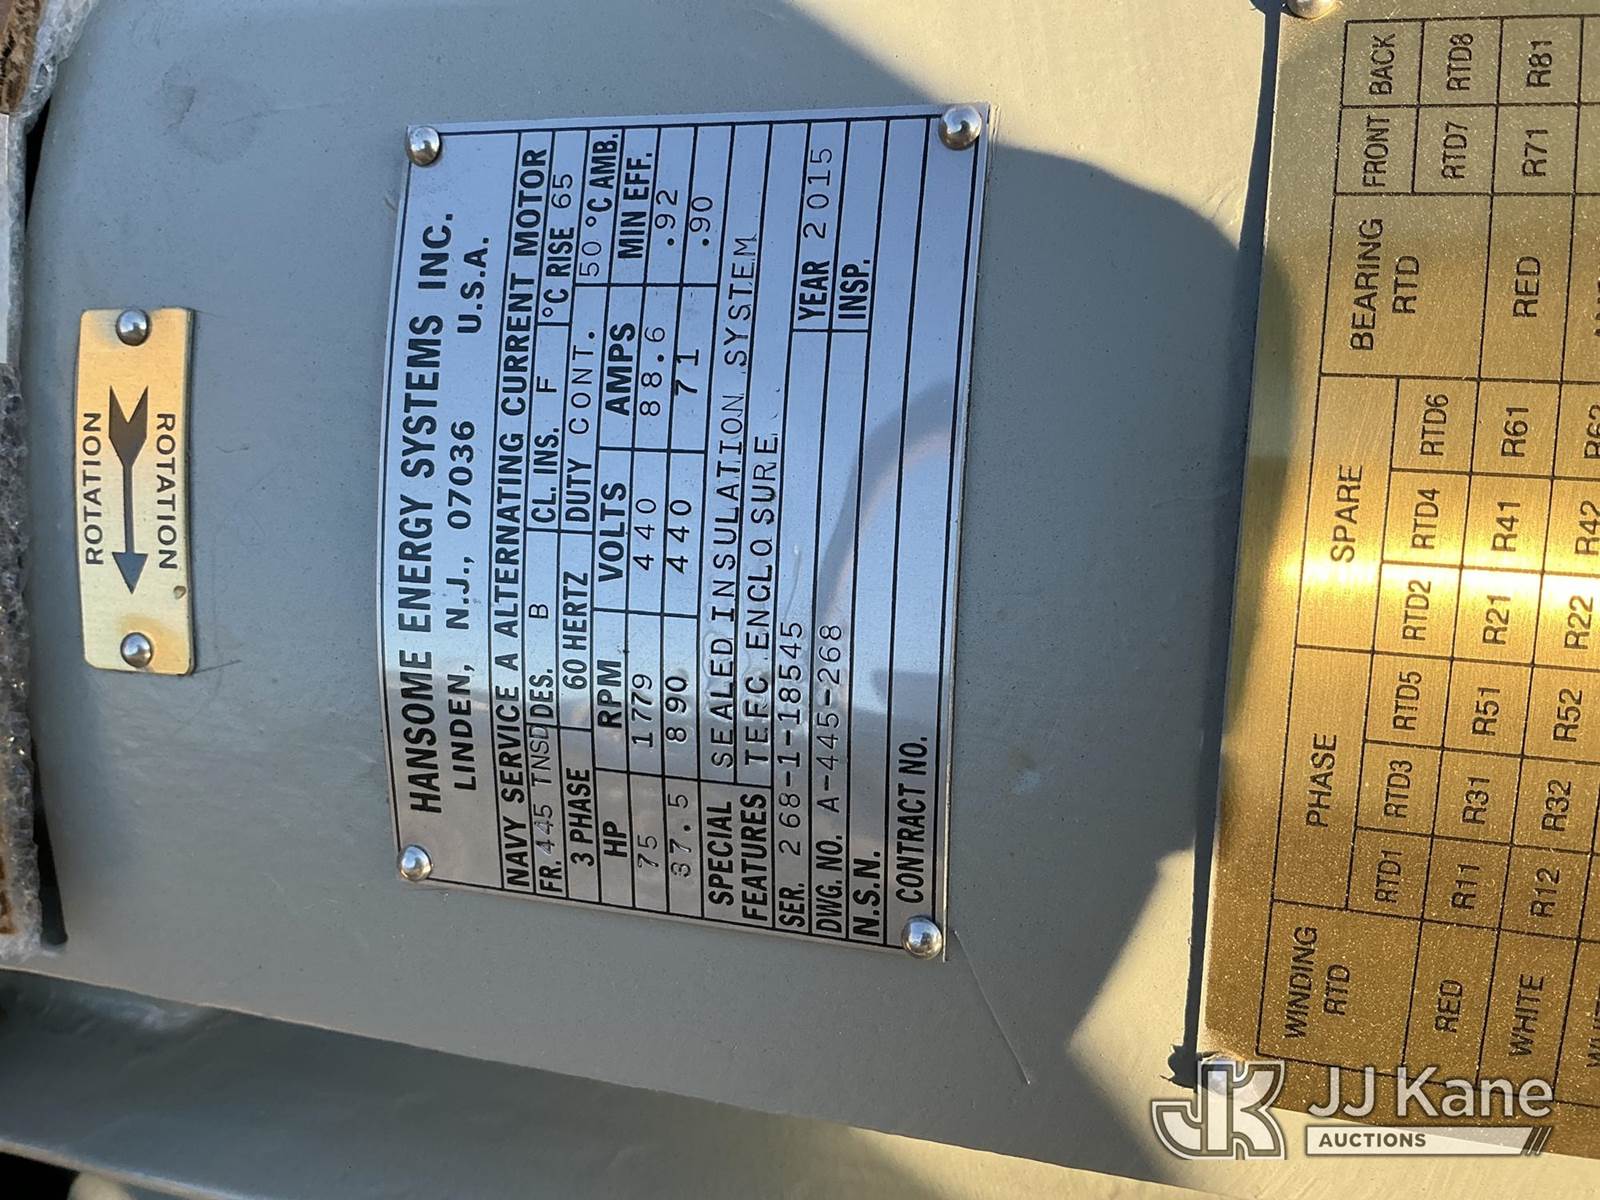 ROTATION
ROTATION
HANSOME ENERGY SYSTEMS INC.
LINDEN, N.J., 07036 U.S.A.
NAVY SERVICE A ALTERNATING CURRENT MOTOR
FR. 445 TNSD DES. B CL. INS. F °C RISE 65
3 PHASE 60 HERTZ DUTY CONT. 50 °C AMB.
HP RPM VOLTS AMPS MIN EFF.
75 1779 440 88.6 .92
37.5 890 440 71 .90
SPECIAL SEALED INSULATION SYSTEM
FEATURES T.E.F.C. ENCLOSURE
SER. 268-1-18545 YEAR 2015
DWG. NO. A-445-268 INSP.
N.S.N.
CONTRACT NO.
WINDING RTD PHASE SPARE BEARING RTD FRONT BACK
RTD1 RTD3 RTD5 RTD2 RTD4 RTD6 RTD7 RTD8
RED R11 R31 R51 R21 R41 R61 RED R71 R81
WHITE R12 R32 R52 R22 R42 R62
JK JJ Kane
AUCTIONS